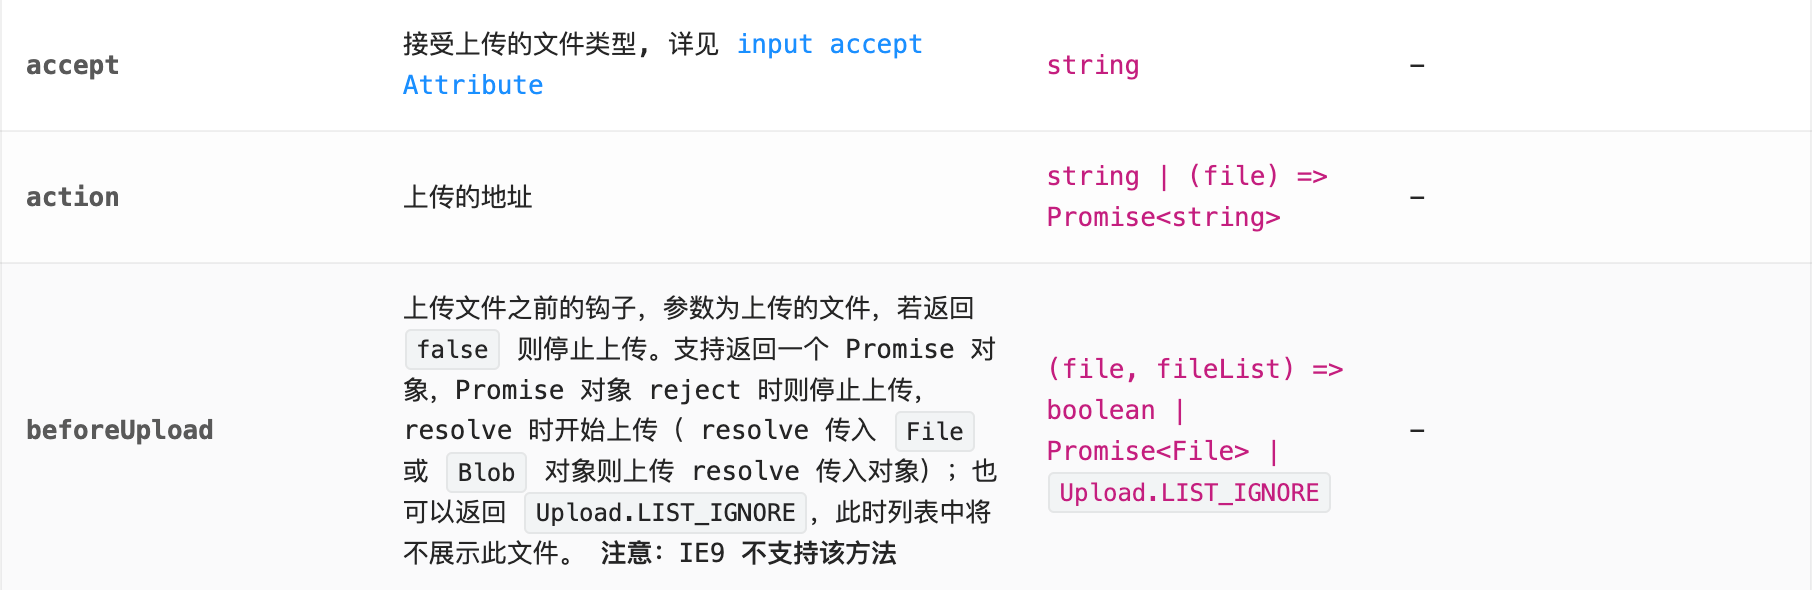 accept
接受上传的文件类型, 详见 input accept
Attribute
string
-
action
上传的地址
string | (file) =>
Promise<string>
-
beforeUpload
上传文件之前的钩子，参数为上传的文件，若返回
false 则停止上传。支持返回一个 Promise 对
象，Promise 对象 reject 时则停止上传，
resolve 时开始上传（ resolve 传入 File
或 Blob 对象则上传 resolve 传入对象）；也
可以返回 Upload.LIST_IGNORE，此时列表中将
不展示此文件。 注意：IE9 不支持该方法
(file, fileList) =>
boolean |
Promise<File> |
Upload.LIST_IGNORE
-